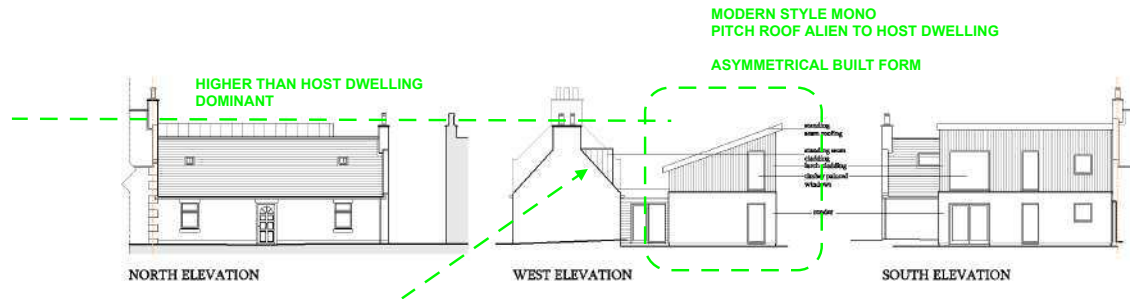 MODERN STYLE MONO
PITCH ROOF ALIEN TO HOST DWELLING
ASYMMETRICAL BUILT FORM
HIGHER THAN HOST DWELLING
DOMINANT
standing
seam roofing
standing seam
cladding
larch cladding
timber painted
windows
render
NORTH ELEVATION
WEST ELEVATION
SOUTH ELEVATION